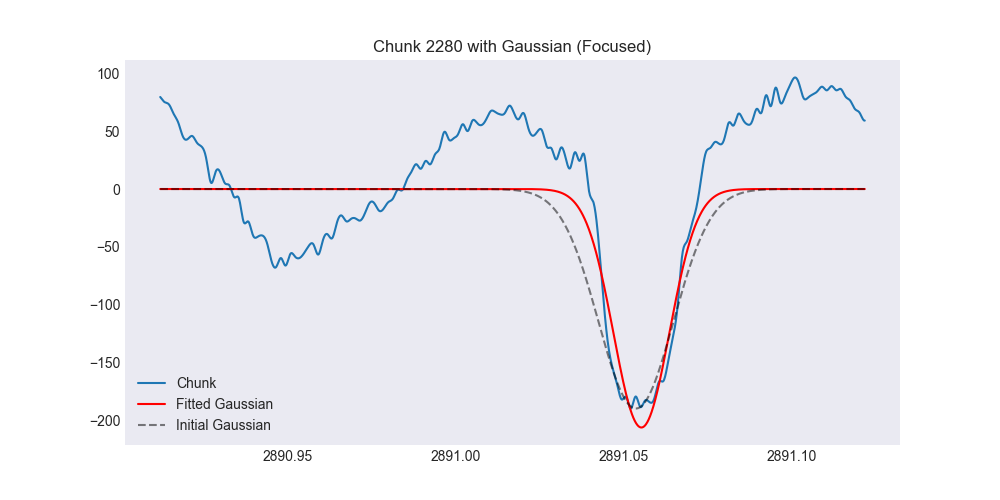 Chunk 2280 with Gaussian (Focused)
100
50
0
−50
−100
−150
−200
Chunk
Fitted Gaussian
Initial Gaussian
2890.95 2891.00 2891.05 2891.10